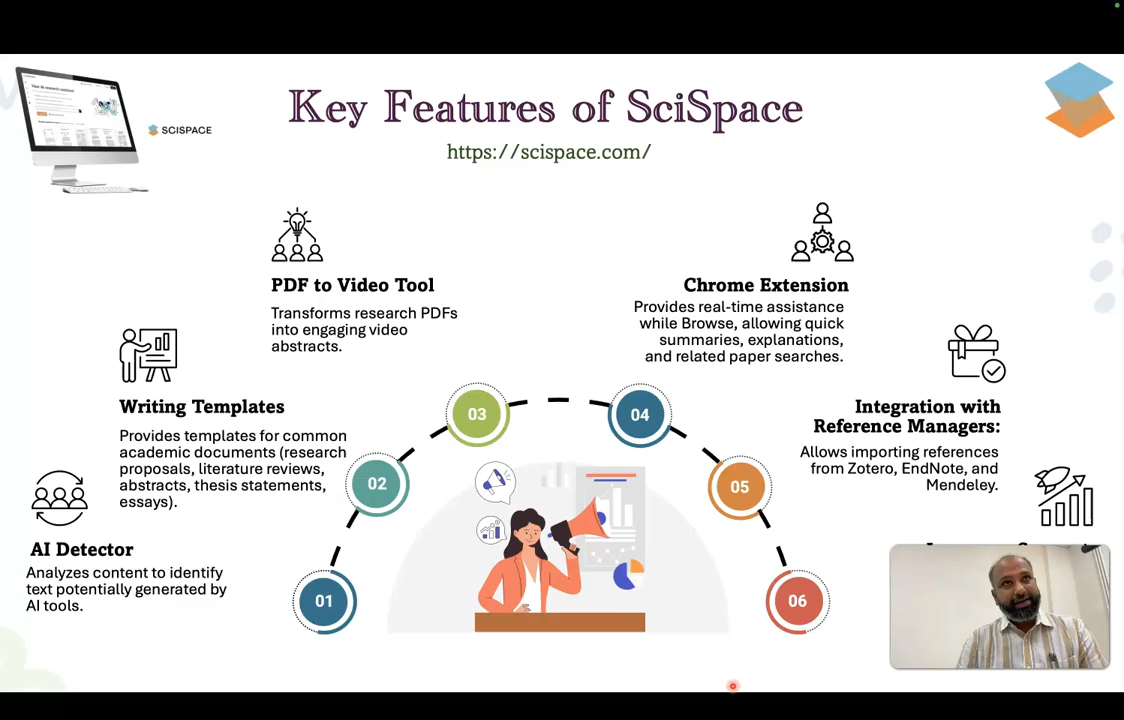 Key Features of SciSpace
https://scispace.com/
SCISPACE
PDF to Video Tool
Transforms research PDFs
into engaging video
abstracts.
Chrome Extension
Provides real-time assistance
while Browse, allowing quick
summaries, explanations,
and related paper searches.
Writing Templates
Provides templates for common
academic documents (research
proposals, literature reviews,
abstracts, thesis statements,
essays).
Integration with
Reference Managers:
Allows importing references
from Zotero, EndNote, and
Mendeley.
AI Detector
Analyzes content to identify
text potentially generated by
AI tools.
01
02
03
04
05
06